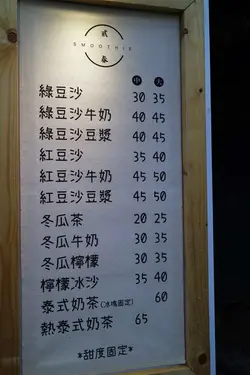 貳
SMOOTHIE
春
中 大
綠豆沙 30 35
綠豆沙牛奶 40 45
綠豆沙豆漿 40 45
紅豆沙 35 40
紅豆沙牛奶 45 50
紅豆沙豆漿 45 50
冬瓜茶 20 25
冬瓜牛奶 30 35
冬瓜檸檬 30 35
檸檬冰沙 35 40
泰式奶茶(冰塊固定) 60
熱泰式奶茶 65
*甜度固定*